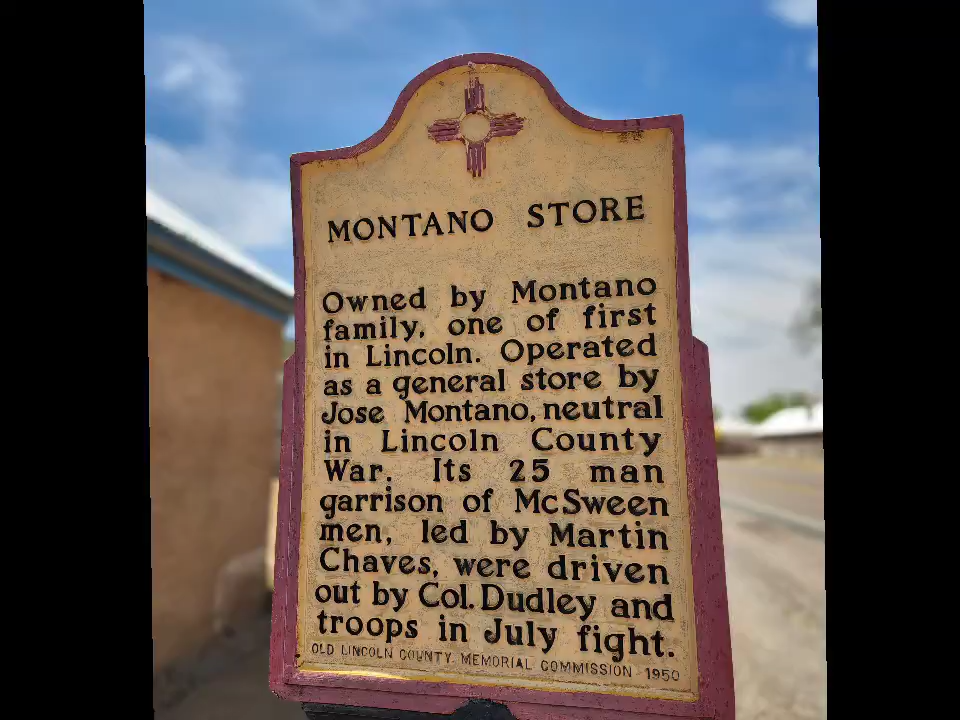 MONTANO STORE
Owned by Montano
family, one of first
in Lincoln. Operated
as a general store by
Jose Montano, neutral
in Lincoln County
War. Its 25 man
garrison of McSween
men, led by Martin
Chaves, were driven
out by Col. Dudley and
troops in July fight.
OLD LINCOLN COUNTY MEMORIAL COMMISSION 1950